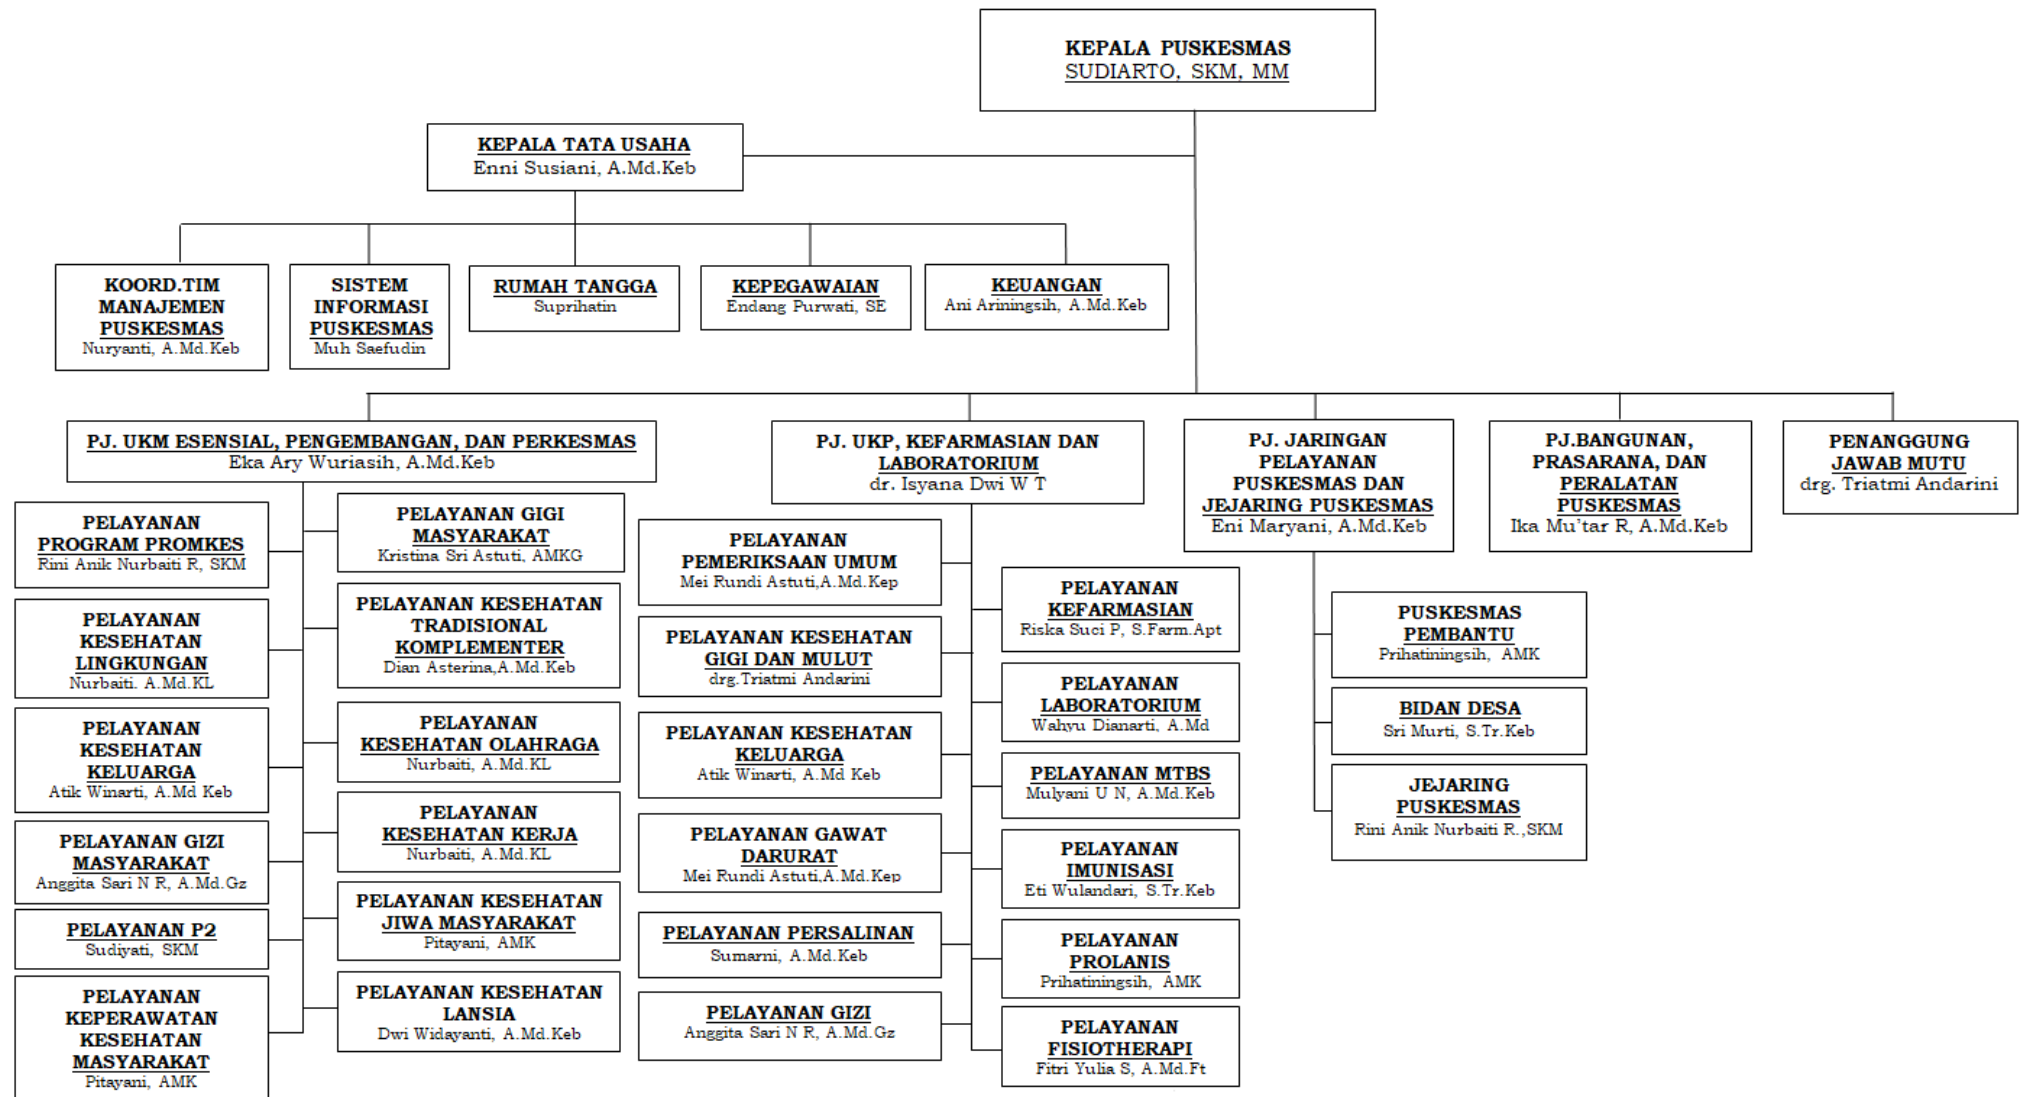 KEPALA PUSKESMAS
SUDIARTO, SKM, MM
KEPALA TATA USAHA
Enni Susiani, A.Md.Keb
KOORD.TIM
MANAJEMEN
PUSKESMAS
Nuryanti, A.Md.Keb
SISTEM
INFORMASI
PUSKESMAS
Muh Saefudin
RUMAH TANGGA
Suprihatin
KEPEGAWAIAN
Endang Purwati, SE
KEUANGAN
Ani Ariningsih, A.Md.Keb
PJ. UKM ESENSIAL, PENGEMBANGAN, DAN PERKESMAS
Eka Ary Wuriasih, A.Md.Keb
PELAYANAN
PROGRAM PROMKES
Rini Anik Nurbaiti R, SKM
PELAYANAN
KESEHATAN
LINGKUNGAN
Nurbaiti. A.Md.KL
PELAYANAN
KESEHATAN
KELUARGA
Atik Winarti, A.Md Keb
PELAYANAN GIZI
MASYARAKAT
Anggita Sari N R, A.Md.Gz
PELAYANAN P2
Sudiyati, SKM
PELAYANAN
KEPERAWATAN
KESEHATAN
MASYARAKAT
Pitayani, AMK
PELAYANAN GIGI
MASYARAKAT
Kristina Sri Astuti, AMKG
PELAYANAN KESEHATAN
TRADISIONAL
KOMPLEMENTER
Dian Asterina,A.Md.Keb
PELAYANAN
KESEHATAN OLAHRAGA
Nurbaiti, A.Md.KL
PELAYANAN
KESEHATAN KERJA
Nurbaiti, A.Md.KL
PELAYANAN KESEHATAN
JIWA MASYARAKAT
Pitayani, AMK
PELAYANAN KESEHATAN
LANSIA
Dwi Widayanti, A.Md.Keb
PJ. UKP, KEFARMASIAN DAN
LABORATORIUM
dr. Isyana Dwi W T
PELAYANAN
PEMERIKSAAN UMUM
Mei Rundi Astuti,A.Md.Kep
PELAYANAN KESEHATAN
GIGI DAN MULUT
drg.Triatmi Andarini
PELAYANAN KESEHATAN
KELUARGA
Atik Winarti, A.Md Keb
PELAYANAN GAWAT
DARURAT
Mei Rundi Astuti,A.Md.Kep
PELAYANAN PERSALINAN
Sumarni, A.Md.Keb
PELAYANAN GIZI
Anggita Sari N R, A.Md.Gz
PELAYANAN
KEFARMASIAN
Riska Suci P, S.Farm.Apt
PELAYANAN
LABORATORIUM
Wahyu Dianarti, A.Md
PELAYANAN MTBS
Mulyani U N, A.Md.Keb
PELAYANAN
IMUNISASI
Eti Wulandari, S.Tr.Keb
PELAYANAN
PROLANIS
Prihatiningsih, AMK
PELAYANAN
FISIOTHERAPI
Fitri Yulia S, A.Md.Ft
PJ. JARINGAN
PELAYANAN
PUSKESMAS DAN
JEJARING PUSKESMAS
Eni Maryani, A.Md.Keb
PUSKESMAS
PEMBANTU
Prihatiningsih, AMK
BIDAN DESA
Sri Murti, S.Tr.Keb
JEJARING
PUSKESMAS
Rini Anik Nurbaiti R.,SKM
PJ.BANGUNAN,
PRASARANA, DAN
PERALATAN
PUSKESMAS
Ika Mu'tar R, A.Md.Keb
PENANGGUNG
JAWAB MUTU
drg. Triatmi Andarini